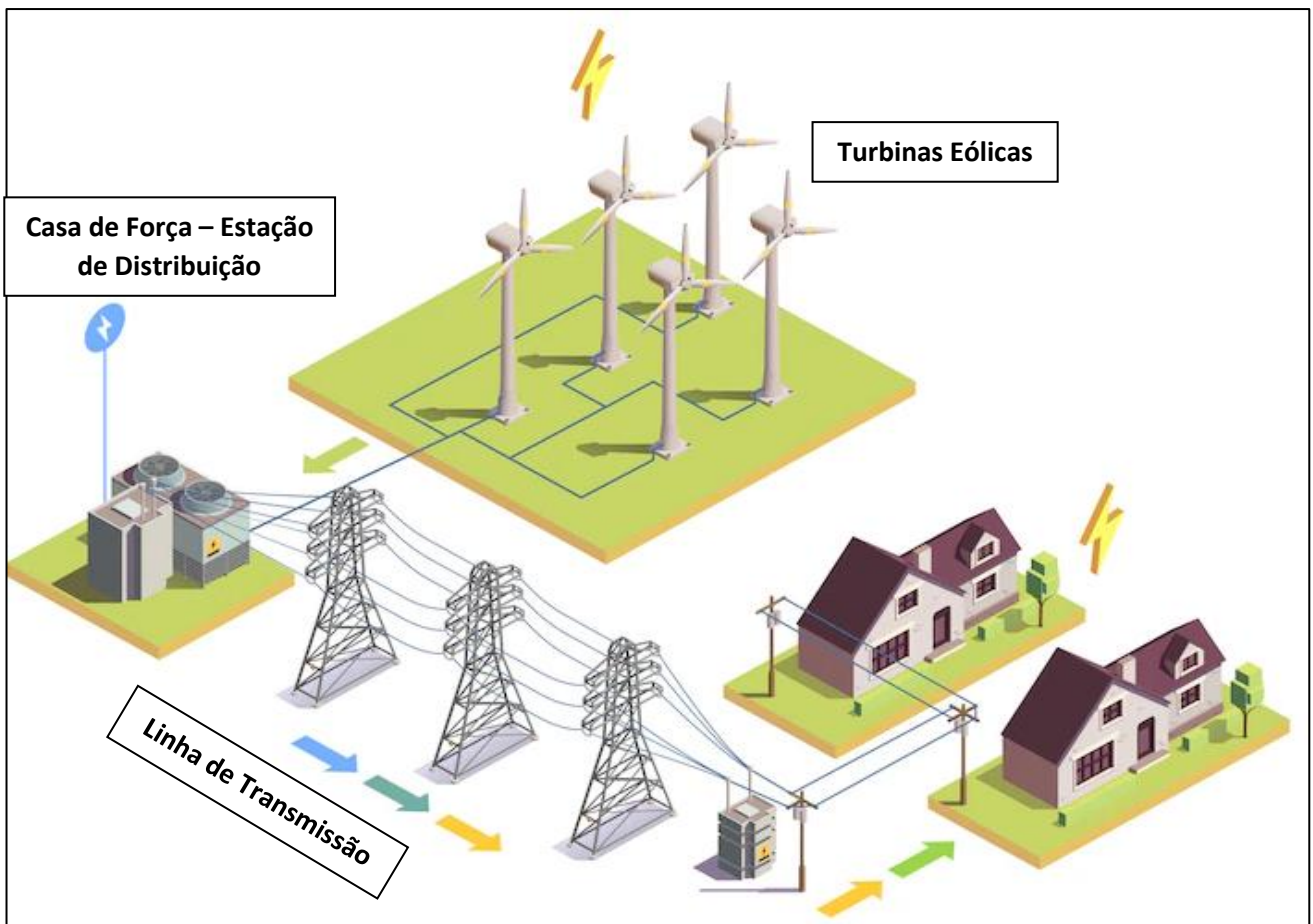 Turbinas Eólicas
Casa de Força – Estação
de Distribuição
Linha de Transmissão